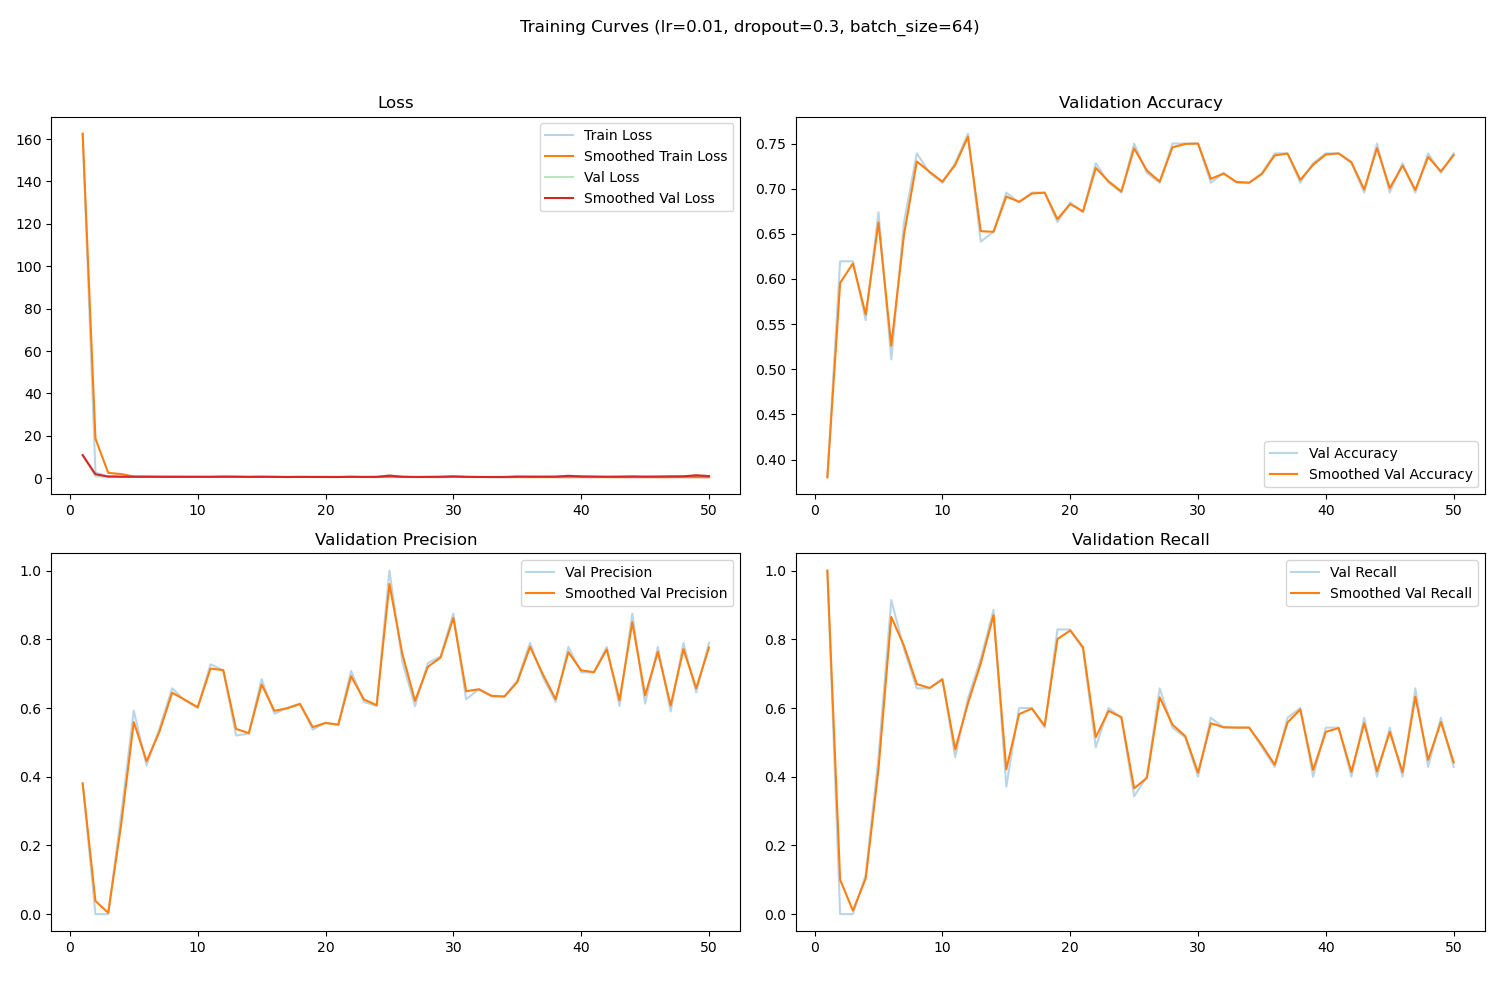 Training Curves (lr=0.01, dropout=0.3, batch_size=64)
Loss
160
140
120
100
80
60
40
20
0
0 10 20 30 40 50
Train Loss
Smoothed Train Loss
Val Loss
Smoothed Val Loss
Validation Accuracy
0.75
0.70
0.65
0.60
0.55
0.50
0.45
0.40
0 10 20 30 40 50
Val Accuracy
Smoothed Val Accuracy
Validation Precision
1.0
0.8
0.6
0.4
0.2
0.0
0 10 20 30 40 50
Val Precision
Smoothed Val Precision
Validation Recall
1.0
0.8
0.6
0.4
0.2
0.0
0 10 20 30 40 50
Val Recall
Smoothed Val Recall